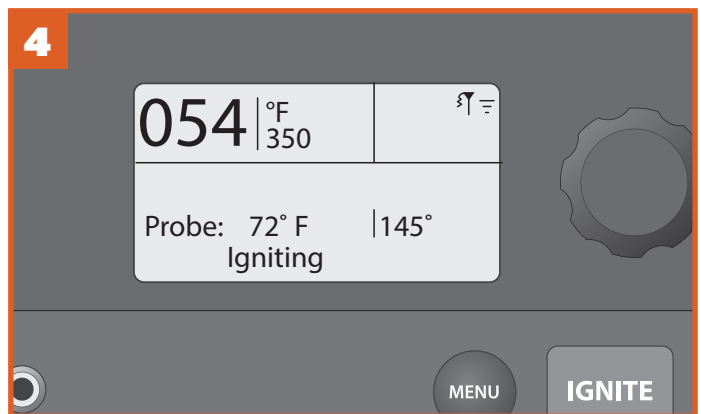 4
054 °F
350
Probe: 72° F 145°
Igniting
MENU IGNITE